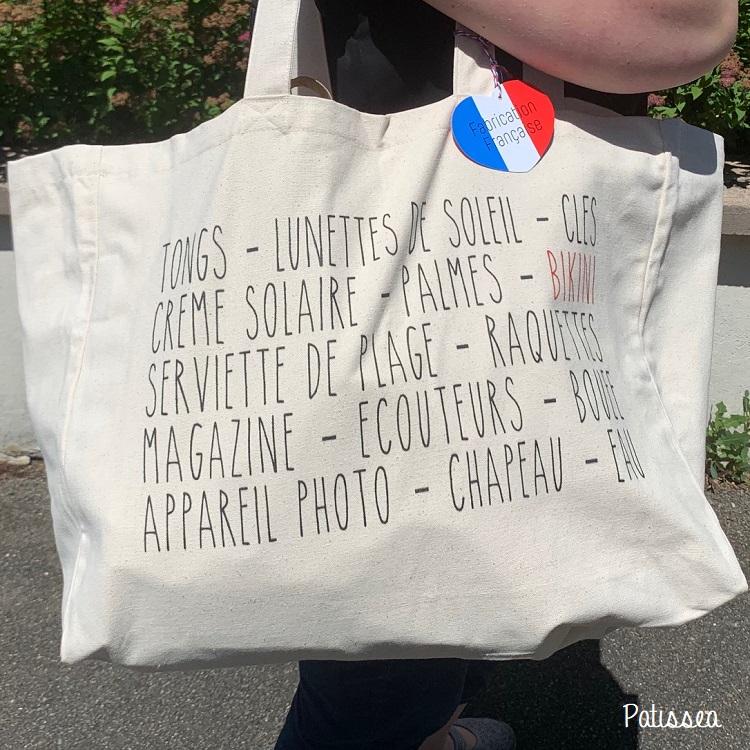 Fabrication
Française
TONGS - LUNETTES DE SOLEIL - CLES
CREME SOLAIRE - PALMES - BIKINI
SERVIETTE DE PLAGE - RAQUETTES
MAGAZINE - ECOUTEURS - BOUEE
APPAREIL PHOTO - CHAPEAU - EAU
Patissea